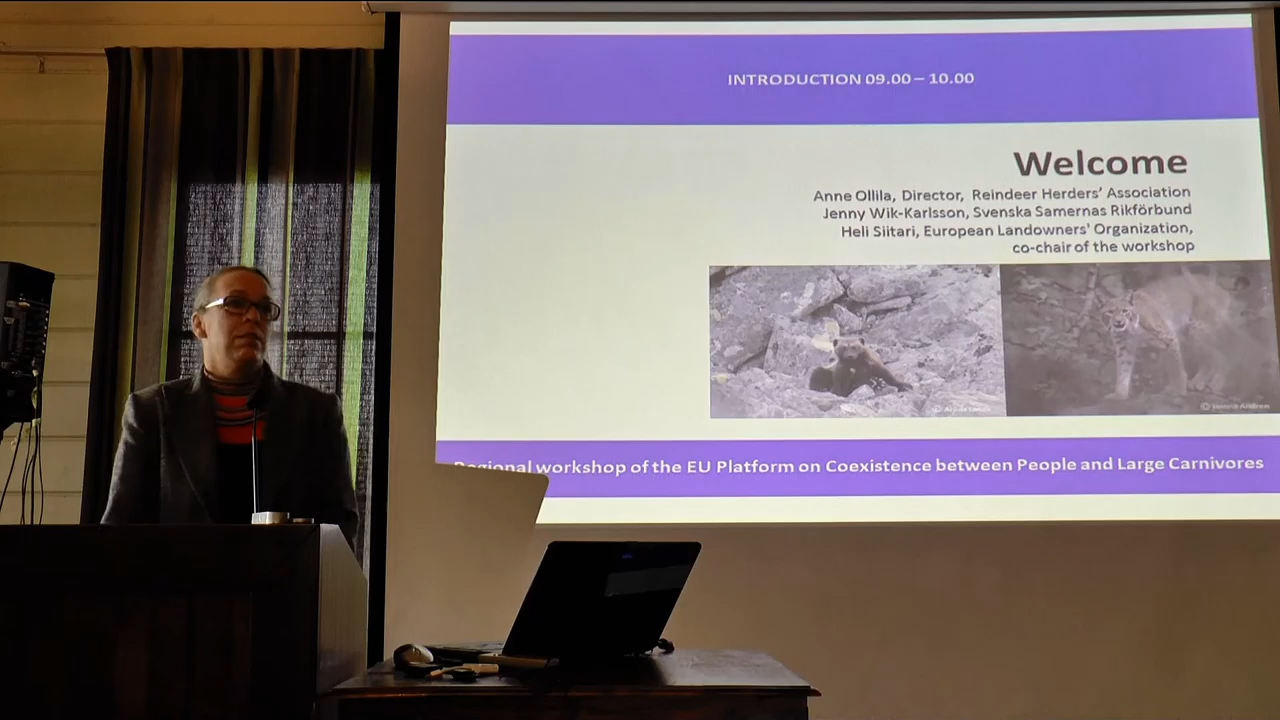 INTRODUCTION 09.00 – 10.00
Welcome
Anne Ollila, Director, Reindeer Herders' Association
Jenny Wik-Karlsson, Svenska Samernas Rikförbund
Heli Siitari, European Landowners' Organization,
co-chair of the workshop
Regional workshop of the EU Platform on Coexistence between People and Large Carnivores